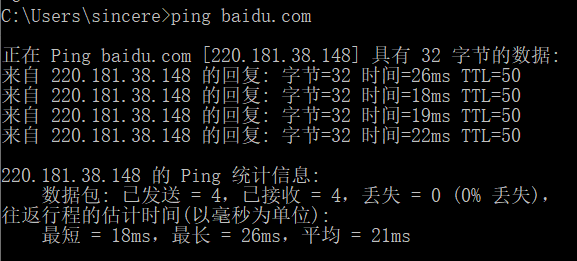 C:\Users\sincere>ping baidu.com
正在 Ping baidu.com [220.181.38.148] 具有 32 字节的数据:
来自 220.181.38.148 的回复: 字节=32 时间=26ms TTL=50
来自 220.181.38.148 的回复: 字节=32 时间=18ms TTL=50
来自 220.181.38.148 的回复: 字节=32 时间=19ms TTL=50
来自 220.181.38.148 的回复: 字节=32 时间=22ms TTL=50
220.181.38.148 的 Ping 统计信息:
数据包: 已发送 = 4，已接收 = 4，丢失 = 0 (0% 丢失)，
往返行程的估计时间(以毫秒为单位):
最短 = 18ms，最长 = 26ms，平均 = 21ms